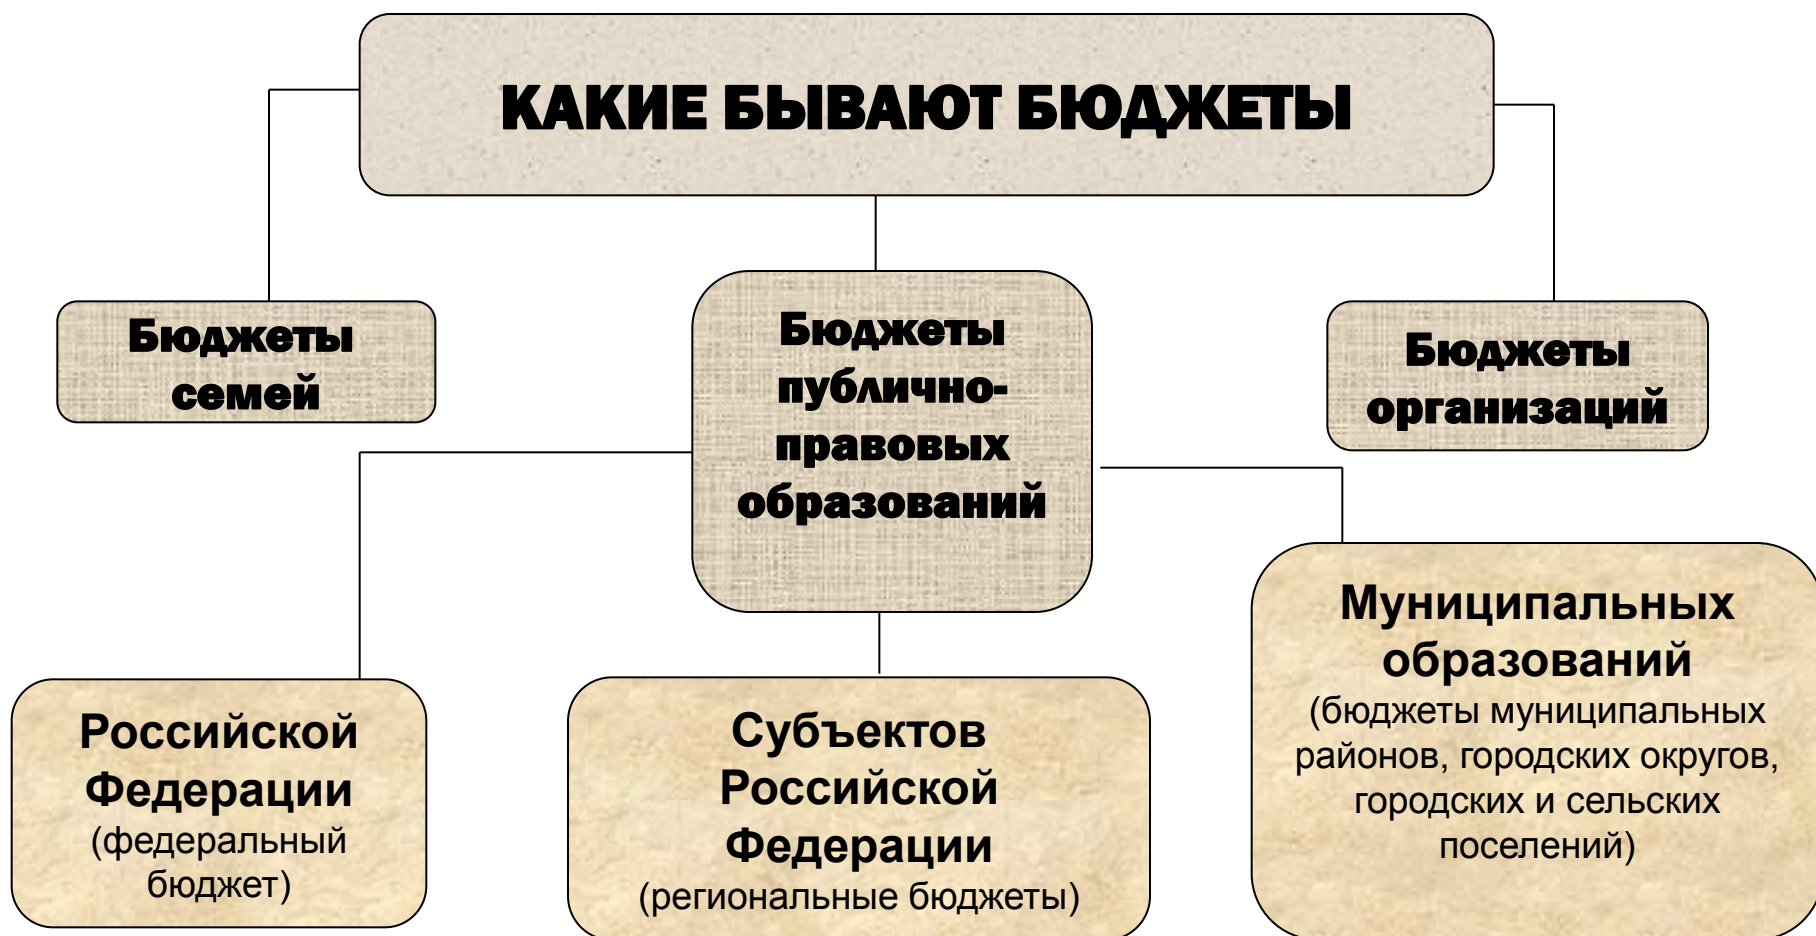 КАКИЕ БЫВАЮТ БЮДЖЕТЫ
Бюджеты
семей
Бюджеты
публично-
правовых
образований
Бюджеты
организаций
Российской
Федерации
(федеральный
бюджет)
Субъектов
Российской
Федерации
(региональные бюджеты)
Муниципальных
образований
(бюджеты муниципальных
районов, городских округов,
городских и сельских
поселений)